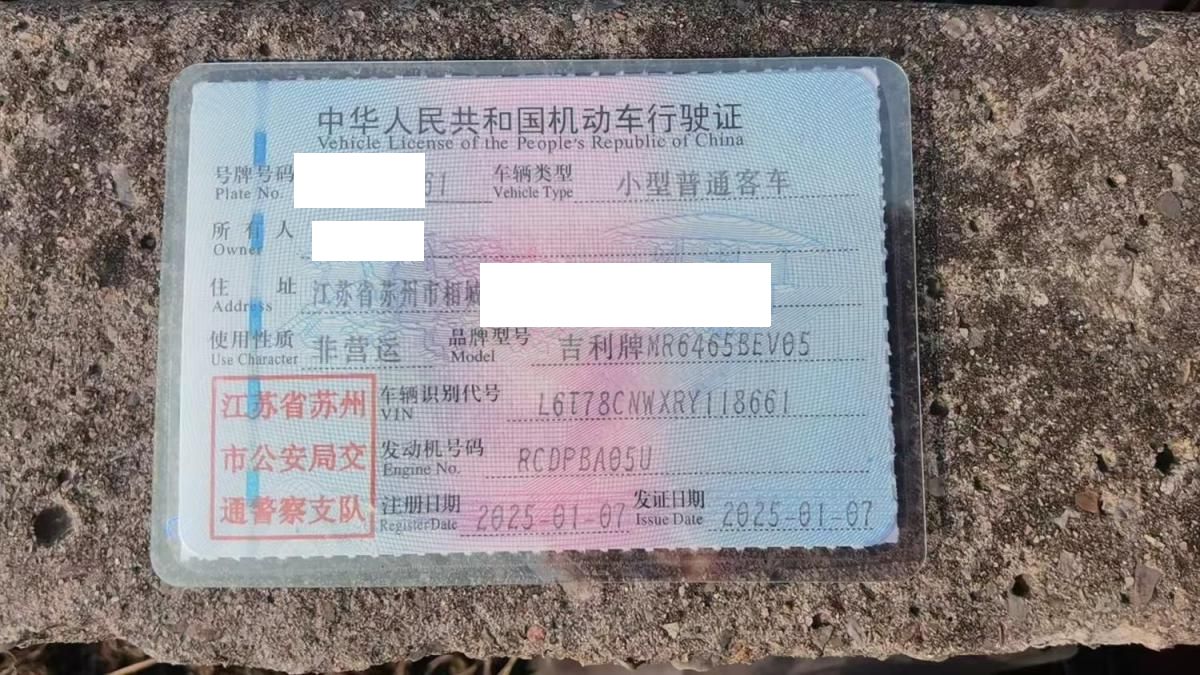 中华人民共和国机动车行驶证
Vehicle License of the People's Republic of China
号牌号码 61 车辆类型 小型普通客车
Plate No. Vehicle Type
所有人
Owner
住址 江苏省苏州市相城
Address
使用性质 非营运 品牌型号 吉利牌MR6465BEV05
Use Character Model
江苏省苏州
市公安局交
通警察支队
车辆识别代号 L6T78CNWXRY118661
VIN
发动机号码 RCDPBA05U
Engine No.
注册日期 2025-01-07 发证日期 2025-01-07
Register Date Issue Date